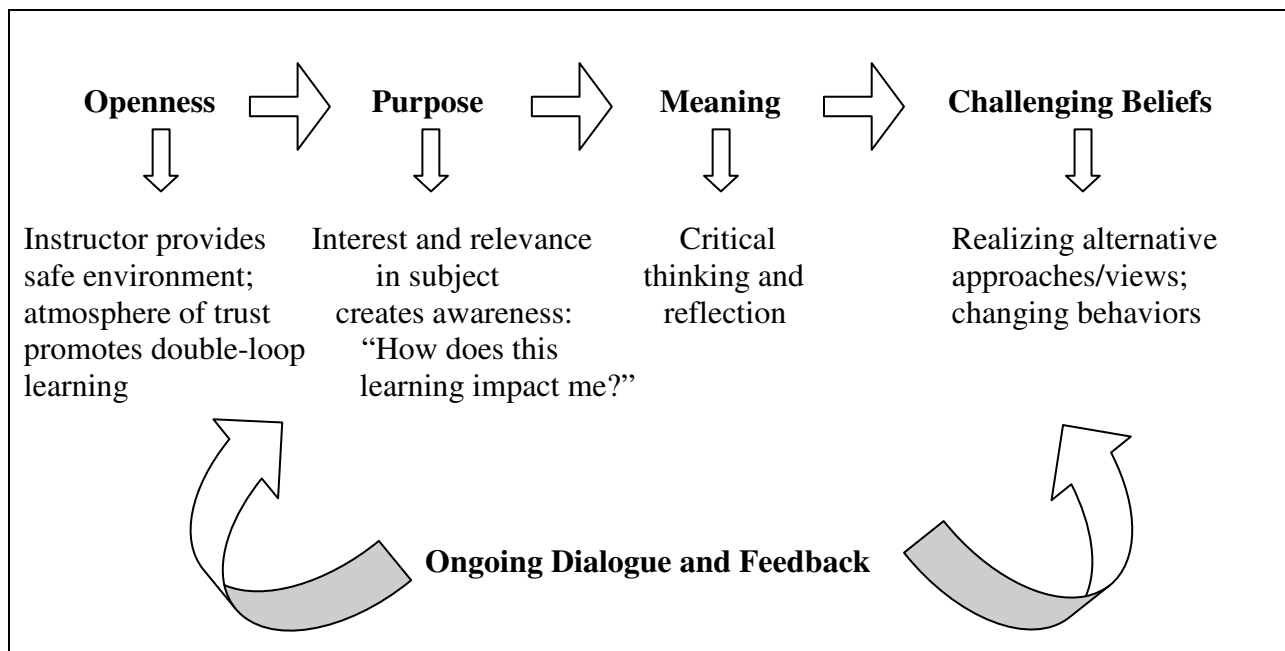 Openness
Purpose
Meaning
Challenging Beliefs
Instructor provides
safe environment;
atmosphere of trust
promotes double-loop
learning
Interest and relevance
in subject
creates awareness:
“How does this
learning impact me?”
Critical
thinking and
reflection
Realizing alternative
approaches/views;
changing behaviors
Ongoing Dialogue and Feedback